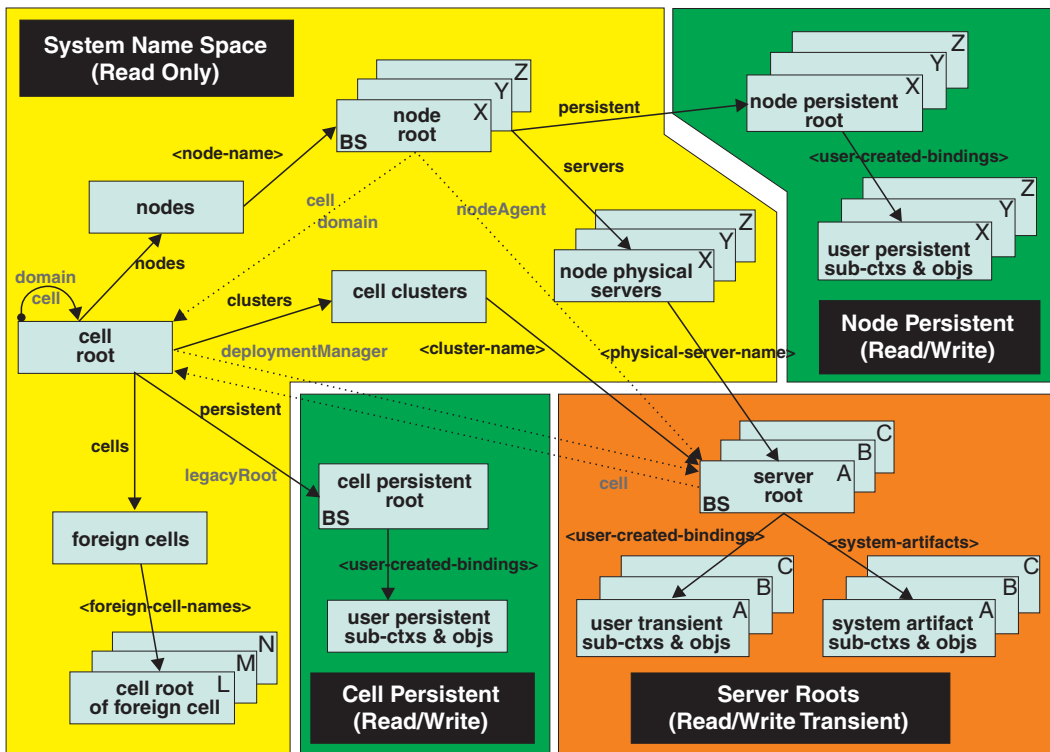 System Name Space
(Read Only)
Z
Y
X
node
root
BS
persistent
Z
Y
X
node persistent
root
<node-name>
servers
<user-created-bindings>
nodes
cell
domain
nodeAgent
Z
Y
X
node physical
servers
Z
Y
X
user persistent
sub-ctxs & objs
nodes
domain
cell
clusters
cell clusters
cell
root
deploymentManager
<cluster-name>
<physical-server-name>
Node Persistent
(Read/Write)
persistent
cells
legacyRoot
cell persistent
root
BS
cell
C
B
A
server
root
BS
foreign cells
<user-created-bindings>
<user-created-bindings>
<system-artifacts>
<foreign-cell-names>
user persistent
sub-ctxs & objs
C
B
A
user transient
sub-ctxs & objs
C
B
A
system artifact
sub-ctxs & objs
N
M
L
cell root
of foreign cell
Cell Persistent
(Read/Write)
Server Roots
(Read/Write Transient)